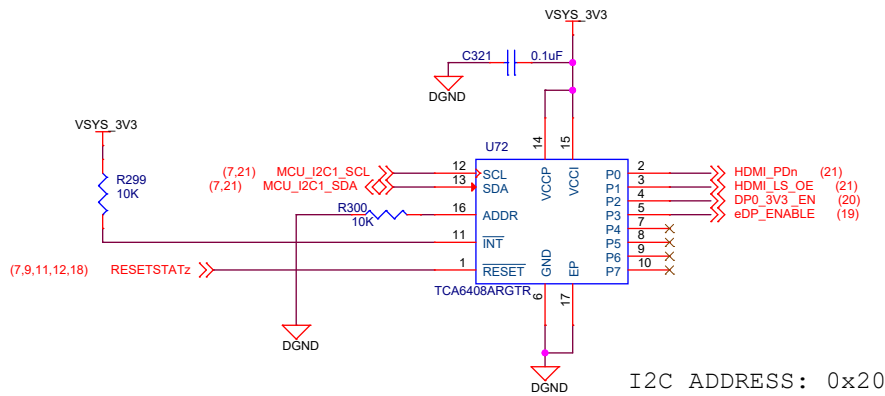 VSYS_3V3
C321 0.1uF
DGND
VSYS_3V3
R299
10K
U72
14 15
VCCP VCCI
(7,21) MCU_I2C1_SCL 12 SCL P0 2 HDMI_PDn (21)
(7,21) MCU_I2C1_SDA 13 SDA P1 3 HDMI_LS_OE (21)
P2 4 DP0_3V3_EN (20)
R300 10K 16 ADDR P3 5 eDP_ENABLE (19)
P4 7
11 INT P5 8
P6 9
(7,9,11,12,18) RESETSTATz 1 RESET P7 10
GND EP
TCA6408ARGTR
6 17
DGND
DGND
I2C ADDRESS: 0x20